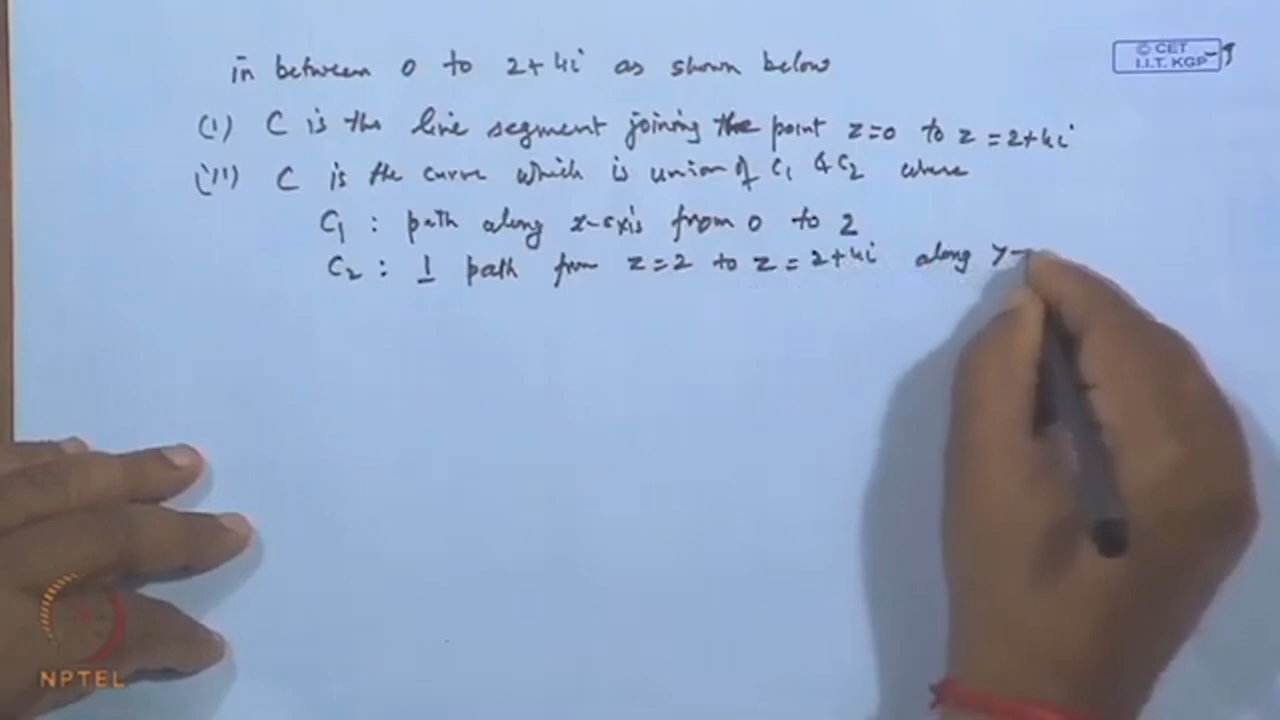 in between 0 to 2+4i as shown below
© CET
I.I.T. KGP -9
(i) C is the line segment joining the point z=0 to z=2+4i
(ii) C is the curve which is union of C1 & C2 where
C1 : path along x-axis from 0 to 2
C2 : ⊥ path from z=2 to z=2+4i along y-
NPTEL